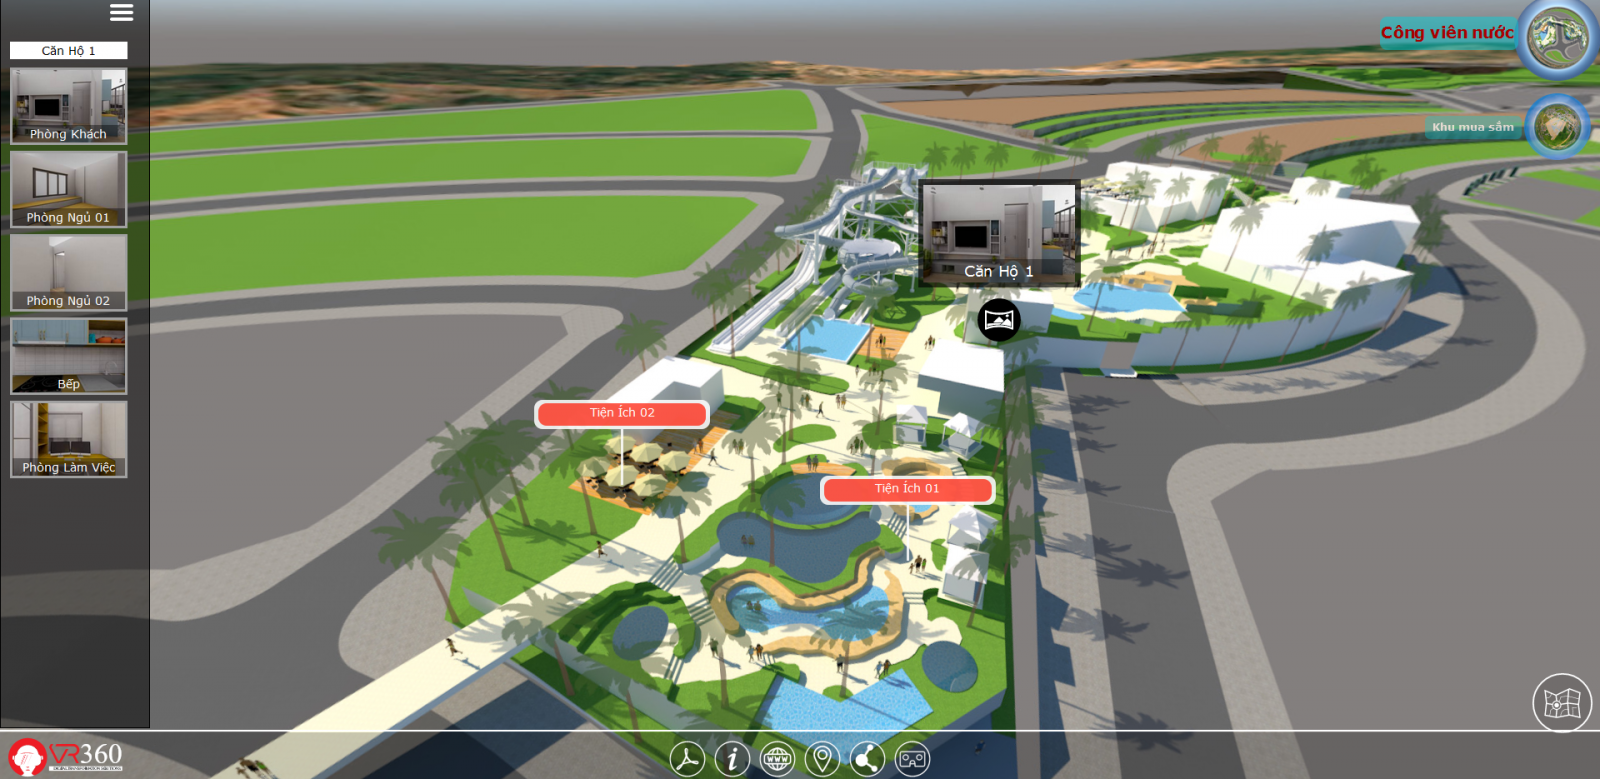 Căn Hộ 1
Phòng Khách
Phòng Ngủ 01
Phòng Ngủ 02
Bếp
Phòng Làm Việc
Công viên nước
Khu mua sắm
Căn Hộ 1
Tiện Ích 02
Tiện Ích 01
VR360
WWW